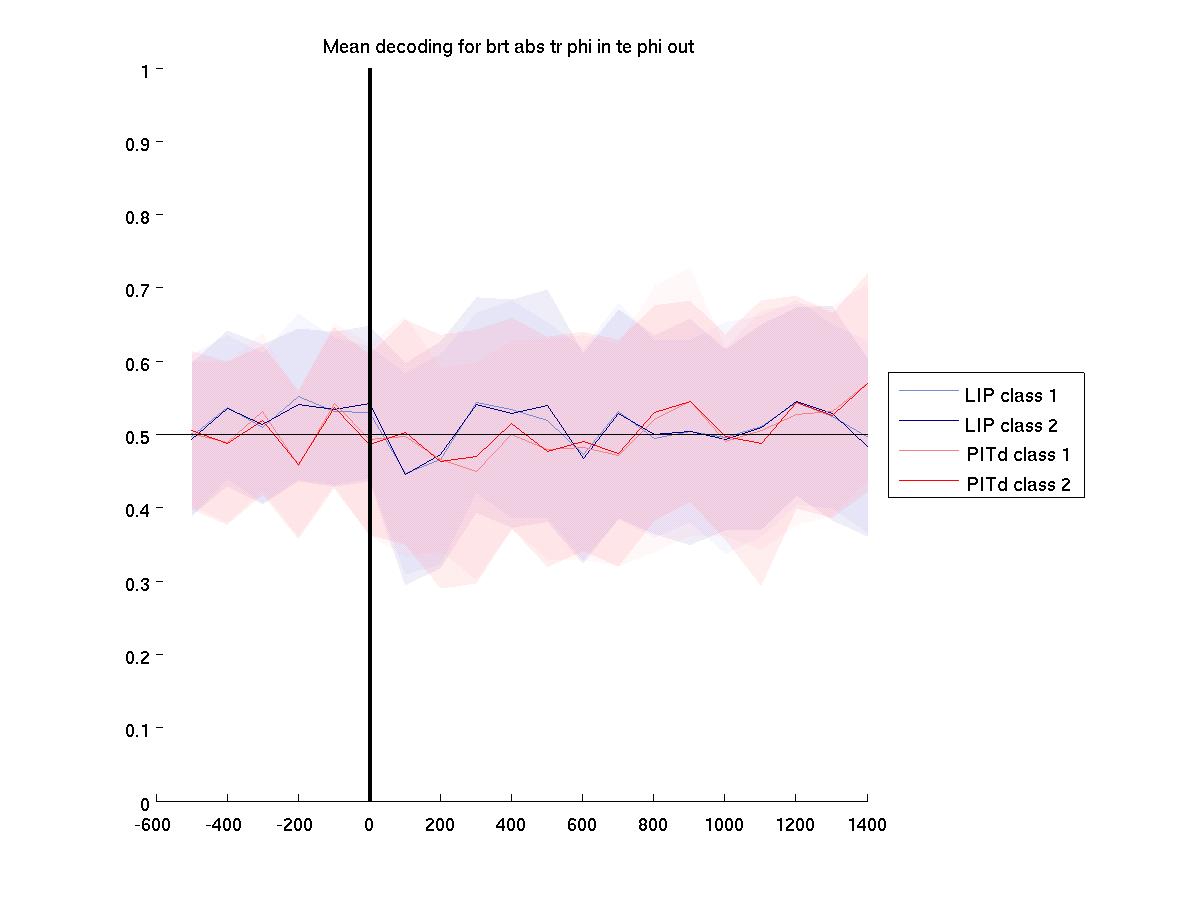 Mean decoding for brt abs tr phi in te phi out
1
0.9
0.8
0.7
0.6
0.5
0.4
0.3
0.2
0.1
0
-600 -400 -200 0 200 400 600 800 1000 1200 1400
LIP class 1
LIP class 2
PITd class 1
PITd class 2